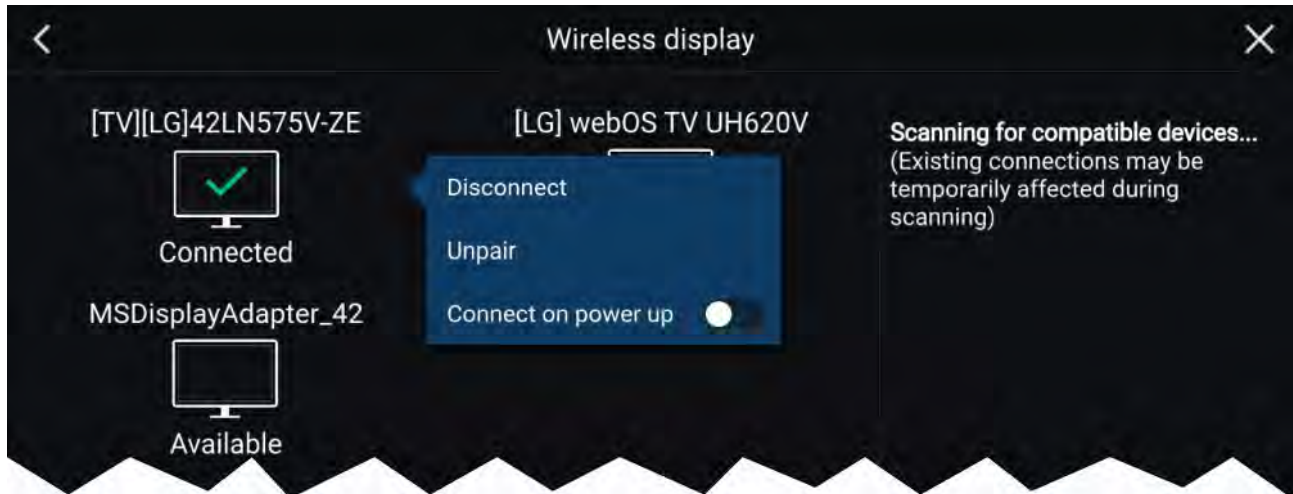 Wireless display
[TV][LG]42LN575V-ZE
Connected
MSDisplayAdapter_42
Available
[LG] webOS TV UH620V
Disconnect
Unpair
Connect on power up
Scanning for compatible devices...
(Existing connections may be
temporarily affected during
scanning)